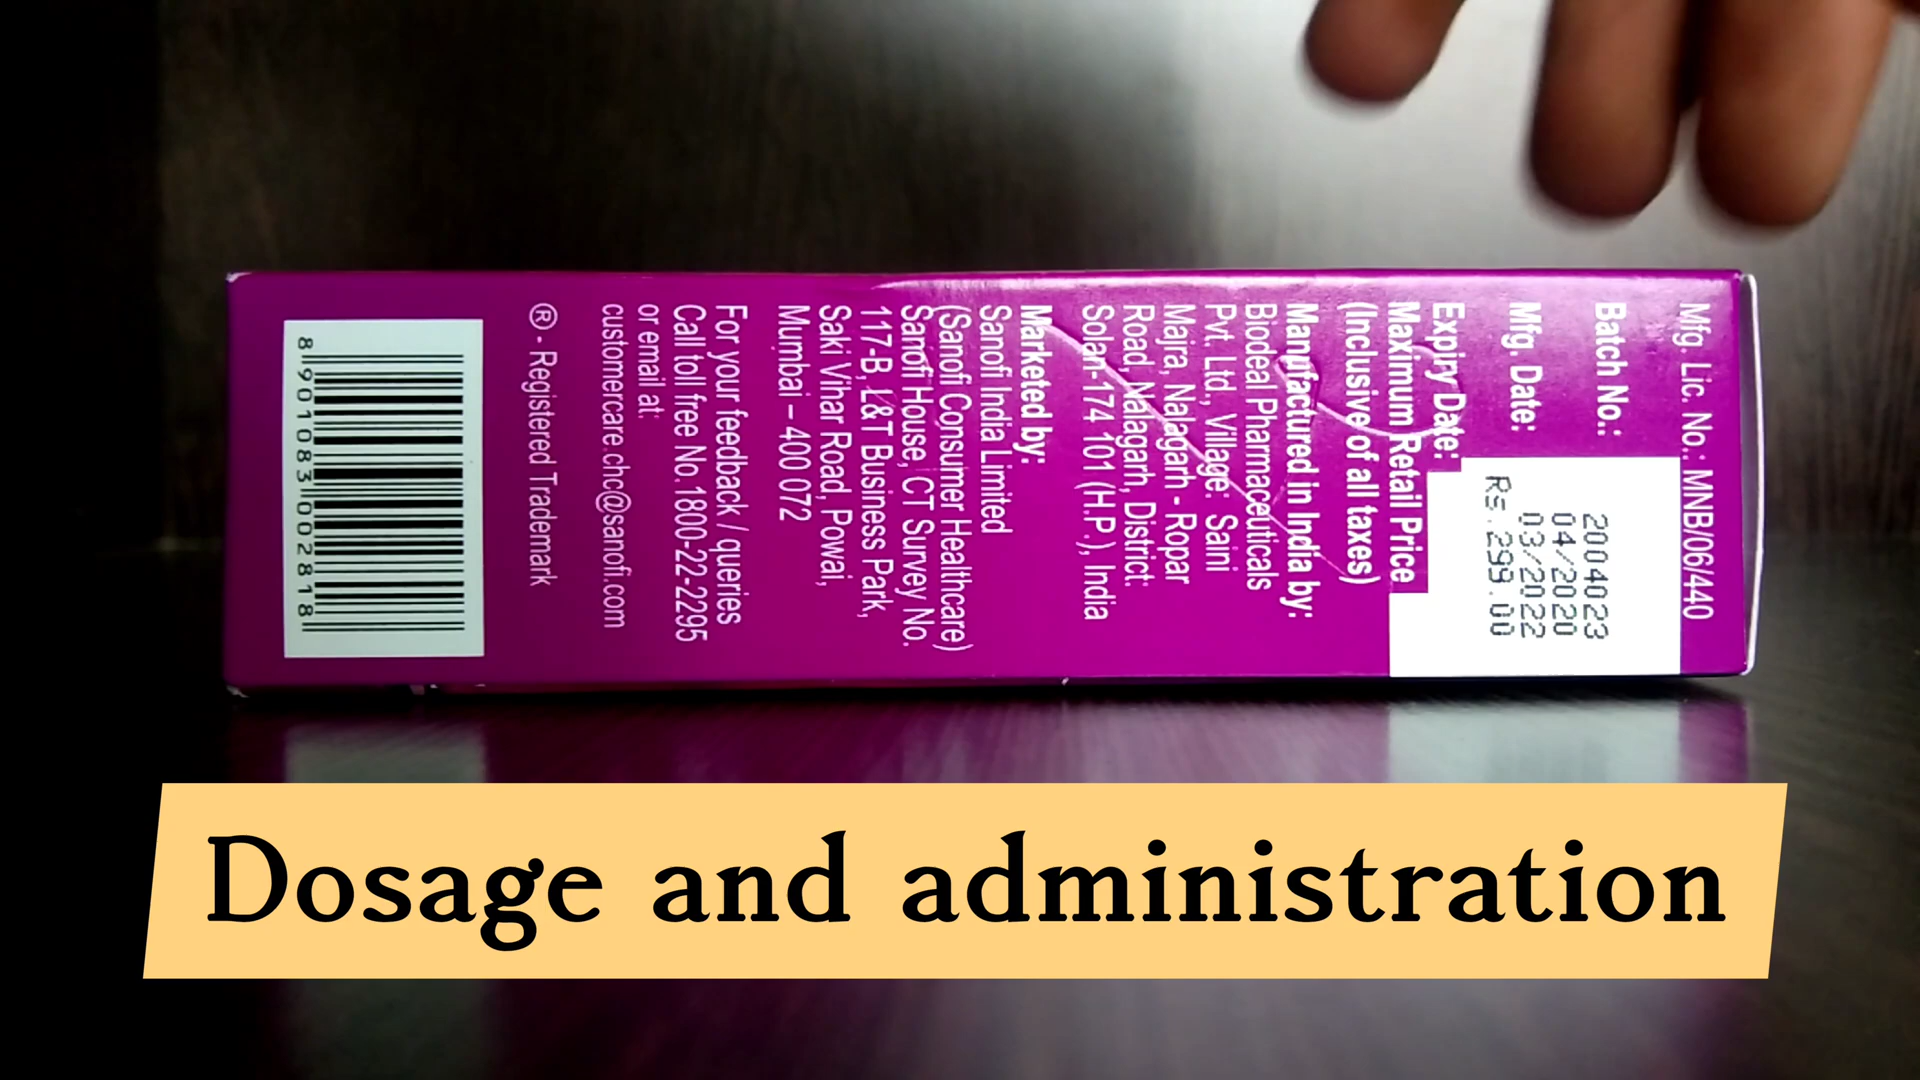 Mfg. Lic. No.: MNB/06/440
Batch No.:
2004023
Mfg. Date:
04/2020
Expiry Date:
03/2022
Maximum Retail Price
Rs.299.00
(Inclusive of all taxes)
Manufactured in India by:
Biodeal Pharmaceuticals
Pvt. Ltd., Village: Saini
Majra, Nalagarh - Ropar
Road, Nalagarh, District:
Solan-174 101 (H.P.), India
Marketed by:
Sanofi India Limited
(Sanofi Consumer Healthcare)
Sanofi House, CT Survey No.
117-B, L&T Business Park,
Saki Vihar Road, Powai,
Mumbai – 400 072
For your feedback / queries
Call toll free No.1800-22-2295
or email at:
customercare.chc@sanofi.com
® - Registered Trademark
8901083002818
Dosage and administration